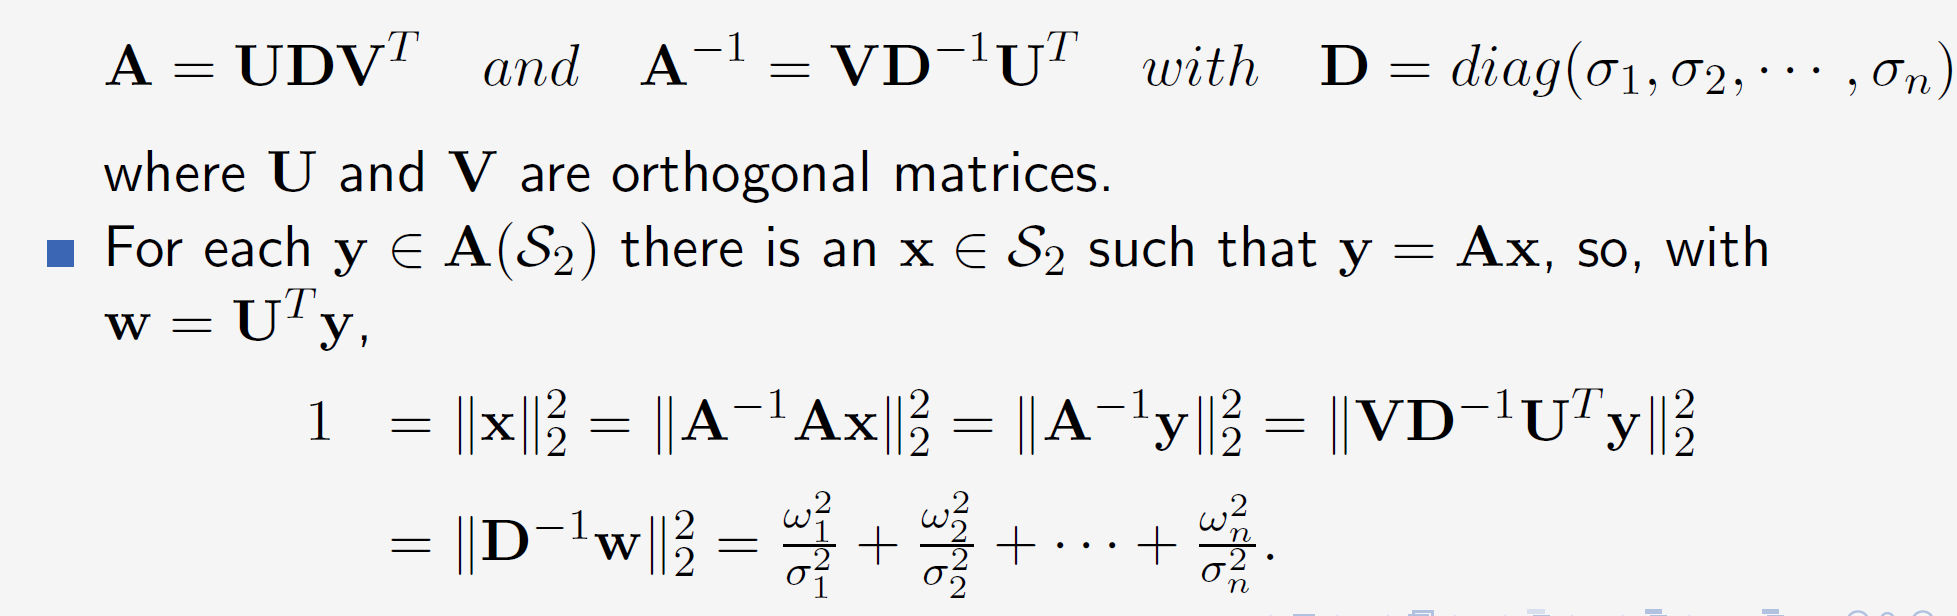 A = UDV^T and A^{-1} = VD^{-1}U^T with D = diag(σ_1, σ_2, ⋯ , σ_n)
where U and V are orthogonal matrices.
For each y ∈ A(𝒮_2) there is an x ∈ 𝒮_2 such that y = Ax, so, with
w = U^T y,
1 = ‖x‖_2^2 = ‖A^{-1}Ax‖_2^2 = ‖A^{-1}y‖_2^2 = ‖VD^{-1}U^T y‖_2^2
= ‖D^{-1}w‖_2^2 = ω_1^2/σ_1^2 + ω_2^2/σ_2^2 + ⋯ + ω_n^2/σ_n^2.